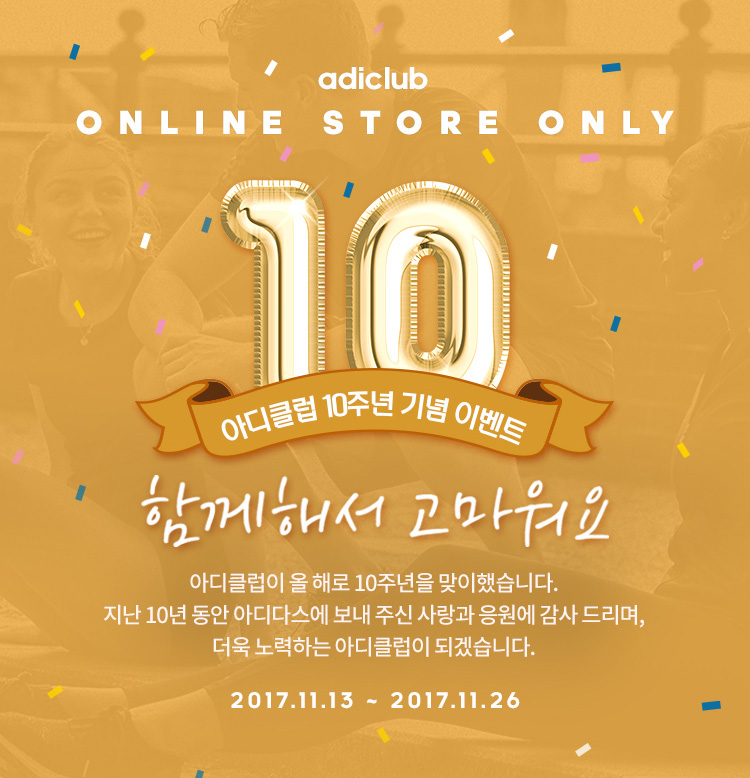 adiclub
ONLINE STORE ONLY
10
아디클럽 10주년 기념 이벤트
함께해서 고마워요
아디클럽이 올 해로 10주년을 맞이했습니다.
지난 10년 동안 아디다스에 보내 주신 사랑과 응원에 감사 드리며,
더욱 노력하는 아디클럽이 되겠습니다.
2017.11.13 ~ 2017.11.26